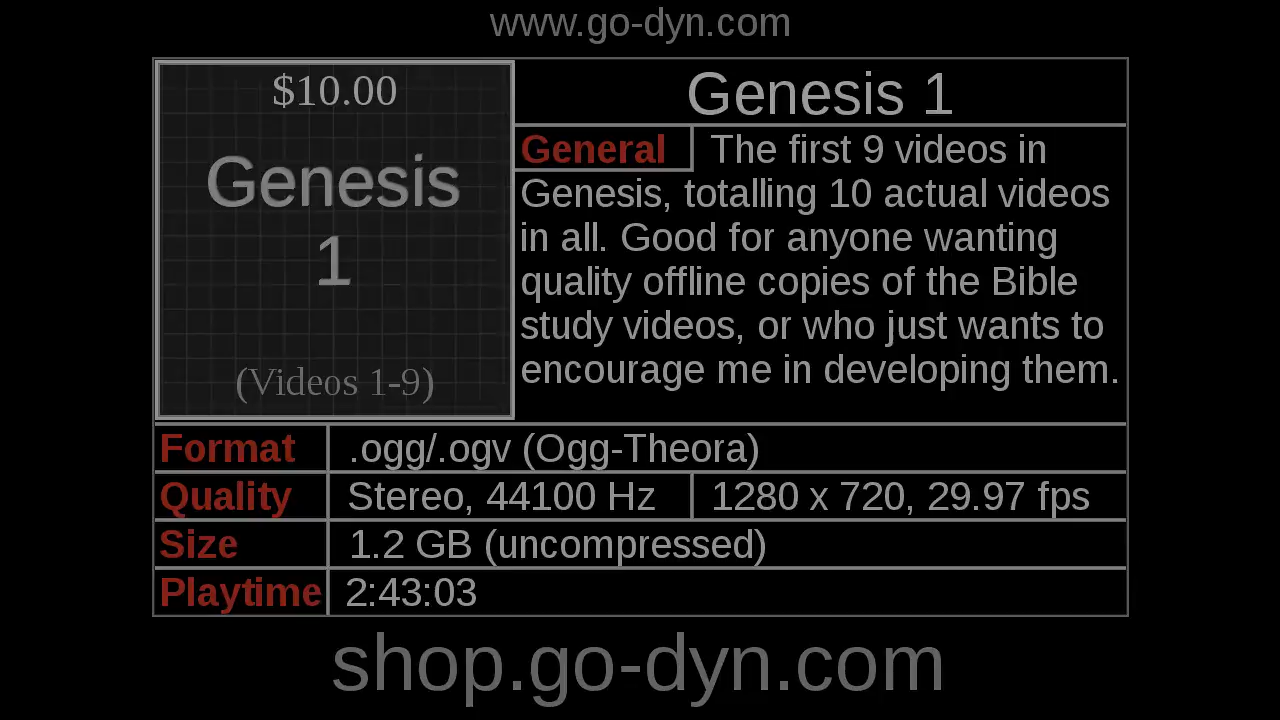 www.go-dyn.com
$10.00
Genesis
1
(Videos 1-9)
Genesis 1
General The first 9 videos in
Genesis, totalling 10 actual videos
in all. Good for anyone wanting
quality offline copies of the Bible
study videos, or who just wants to
encourage me in developing them.
Format .ogg/.ogv (Ogg-Theora)
Quality Stereo, 44100 Hz 1280 x 720, 29.97 fps
Size 1.2 GB (uncompressed)
Playtime 2:43:03
shop.go-dyn.com